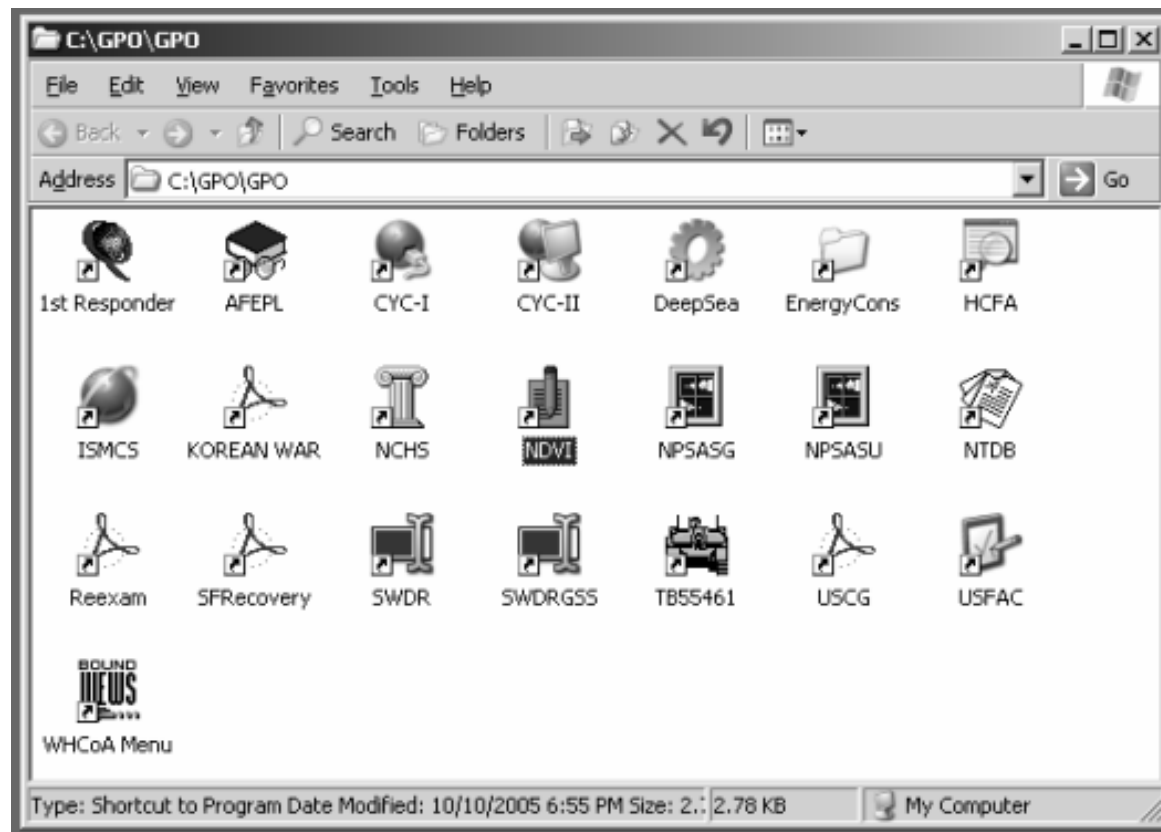 C:\GPO\GPO
File Edit View Favorites Tools Help
Back Search Folders
Address C:\GPO\GPO Go
1st Responder AFEPL CYC-I CYC-II DeepSea EnergyCons HCFA
ISMCS KOREAN WAR NCHS NDVI NPSASG NPSASU NTDB
Reexam SFRecovery SWDR SWDRGSS TB55461 USCG USFAC
BOUND
NEWS
WHCoA Menu
Type: Shortcut to Program Date Modified: 10/10/2005 6:55 PM Size: 2. 2.78 KB My Computer